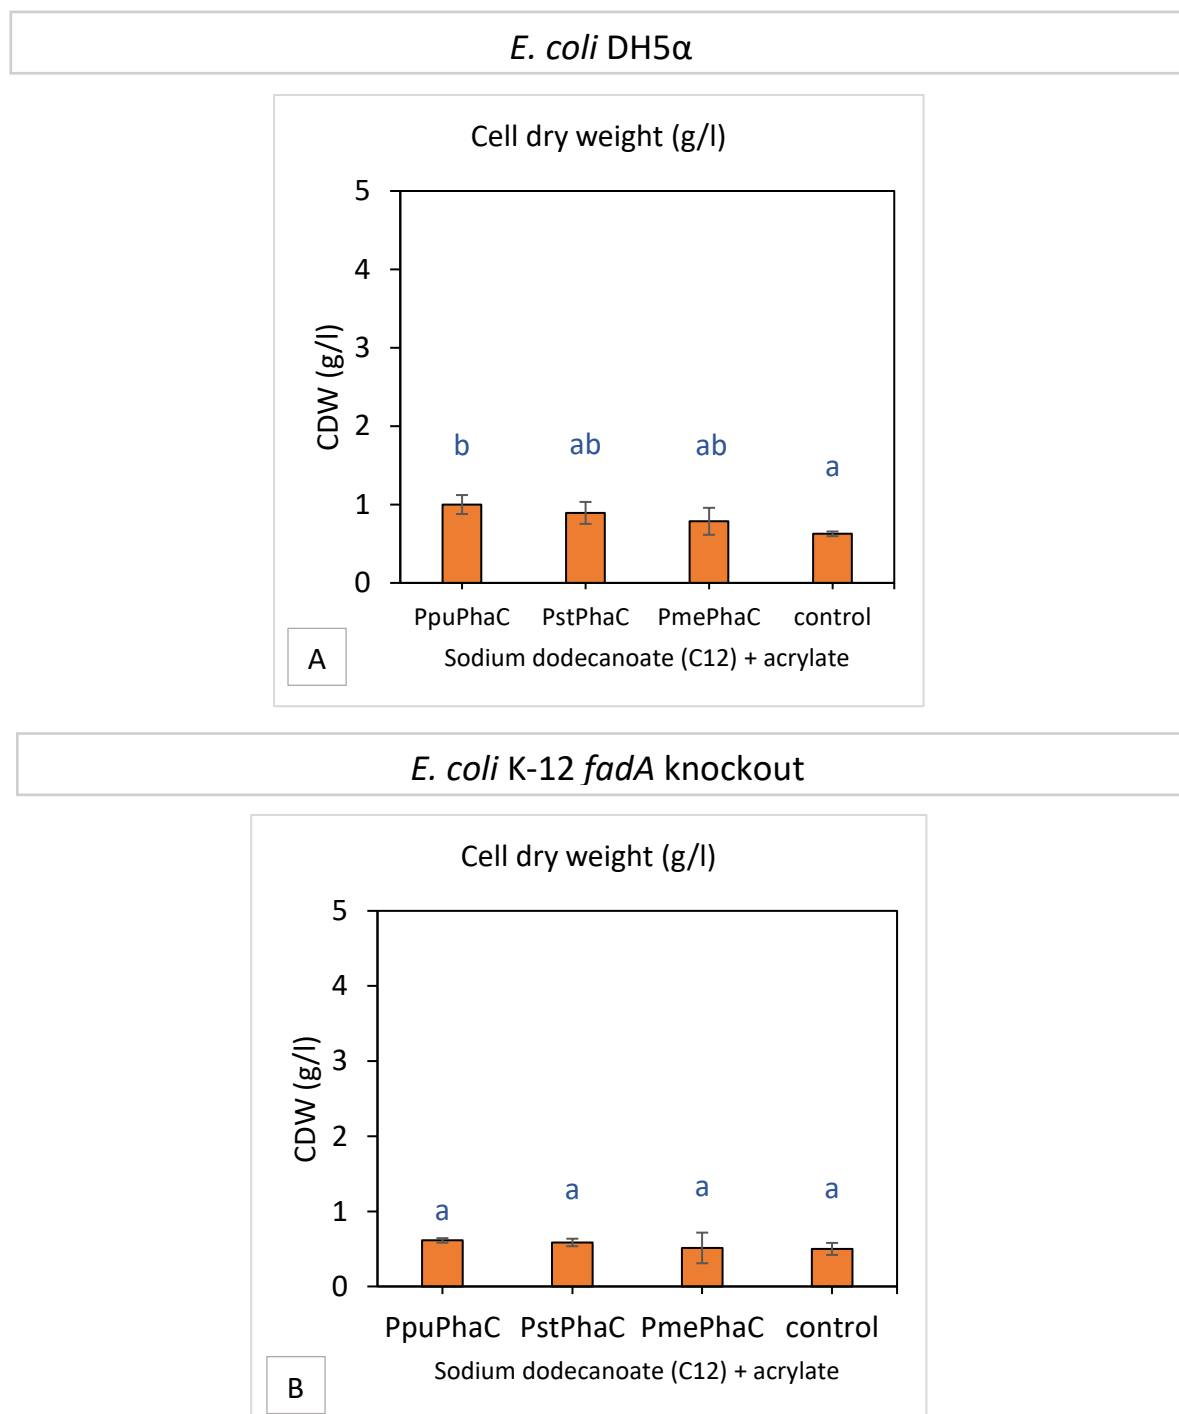 E. coli DH5α
Cell dry weight (g/l)
5
4
3
2
1
0
CDW (g/l)
b ab ab a
PpuPhaC PstPhaC PmePhaC control
A
Sodium dodecanoate (C12) + acrylate
E. coli K-12 fadA knockout
Cell dry weight (g/l)
5
4
3
2
1
0
CDW (g/l)
a a a a
PpuPhaC PstPhaC PmePhaC control
Sodium dodecanoate (C12) + acrylate
B